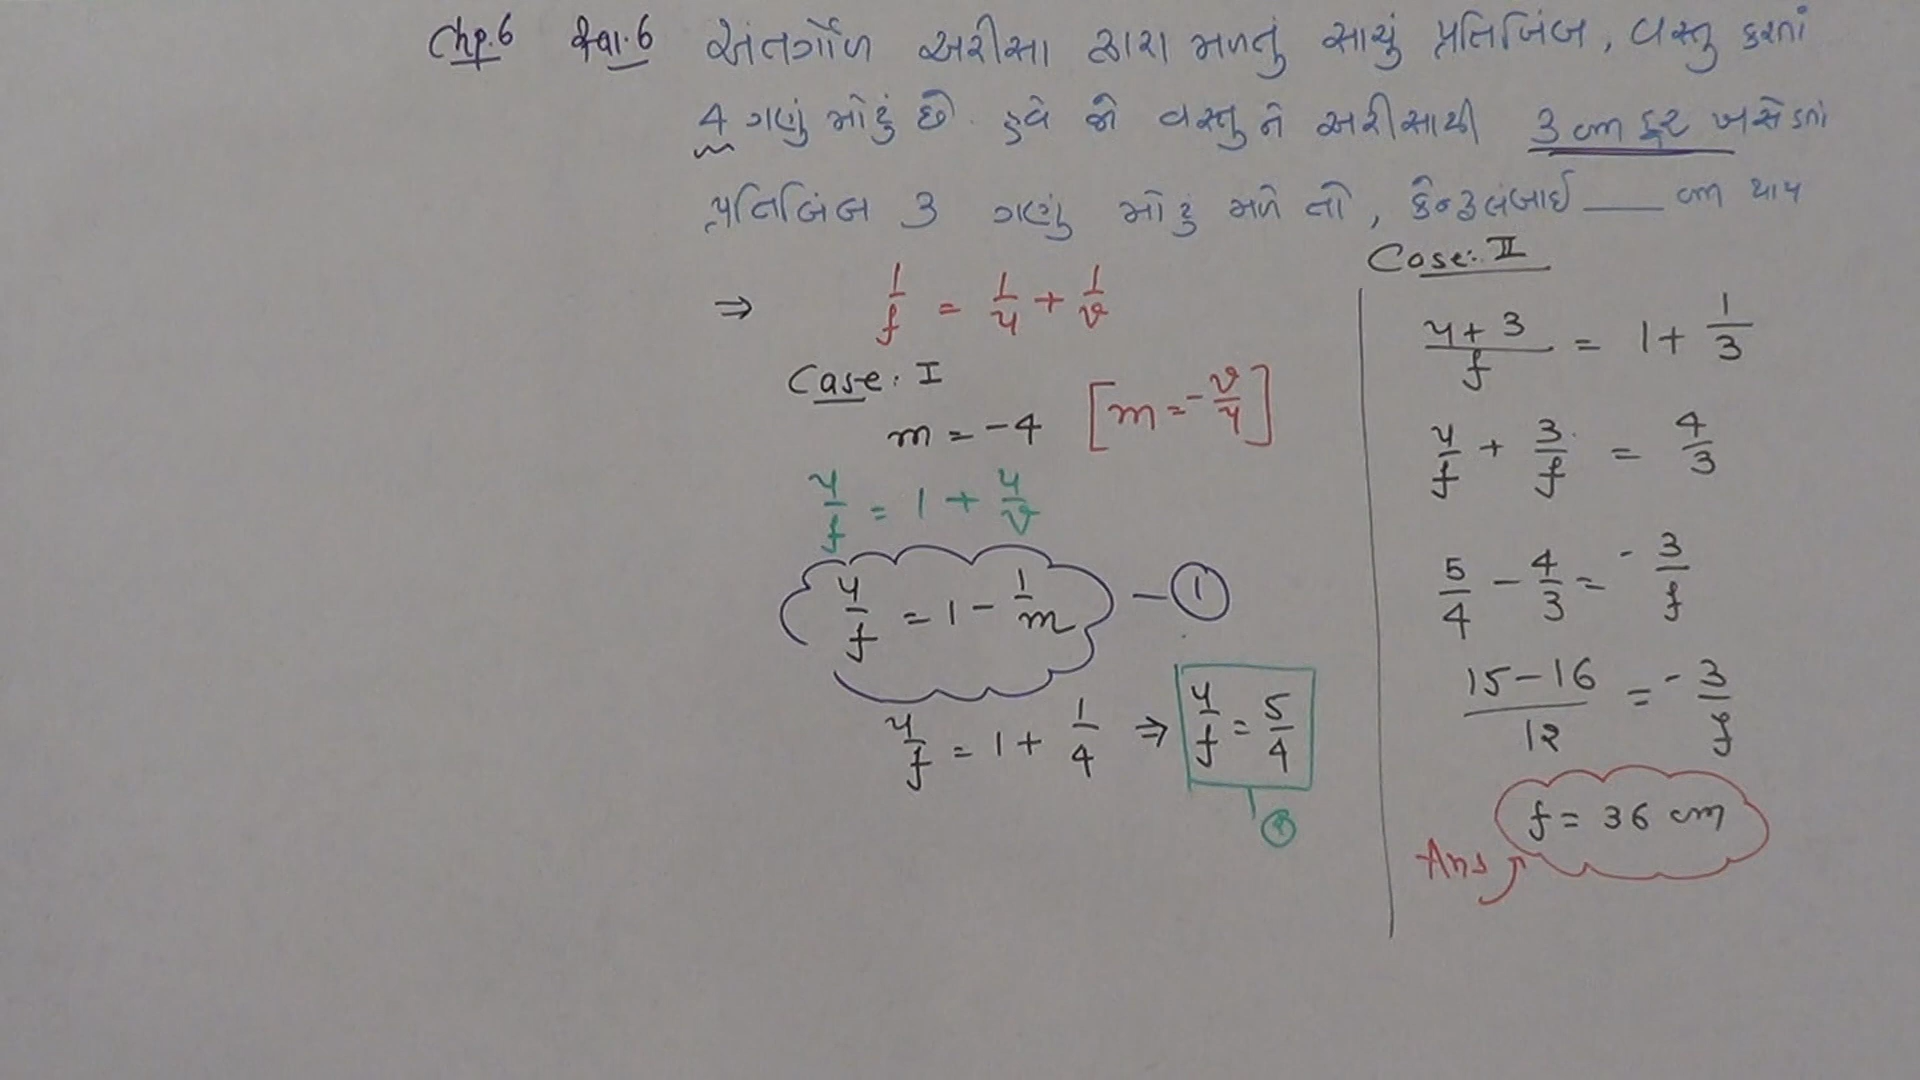 Chp.6 સ્વા.6 અંતર્ગોળ અરીસા દ્વારા મળતું સાચું પ્રતિબિંબ, વસ્તુ કરતાં
4 ગણું મોટું છે. હવે જો વસ્તુને અરીસાથી 3 cm દૂર ખસેડતાં
પ્રતિબિંબ 3 ગણું મોટું મળે તો, કેન્દ્રલંબાઈ ___ cm થાય
⇒ 1/f = 1/u + 1/v
Case: I
m = -4 [m = -v/u]
u/f = 1 + u/v
u/f = 1 - 1/m — ①
u/f = 1 + 1/4 ⇒ u/f = 5/4
②
Case: II
(u + 3)/f = 1 + 1/3
u/f + 3/f = 4/3
5/4 - 4/3 = -3/f
(15 - 16)/12 = -3/f
f = 36 cm
Ans